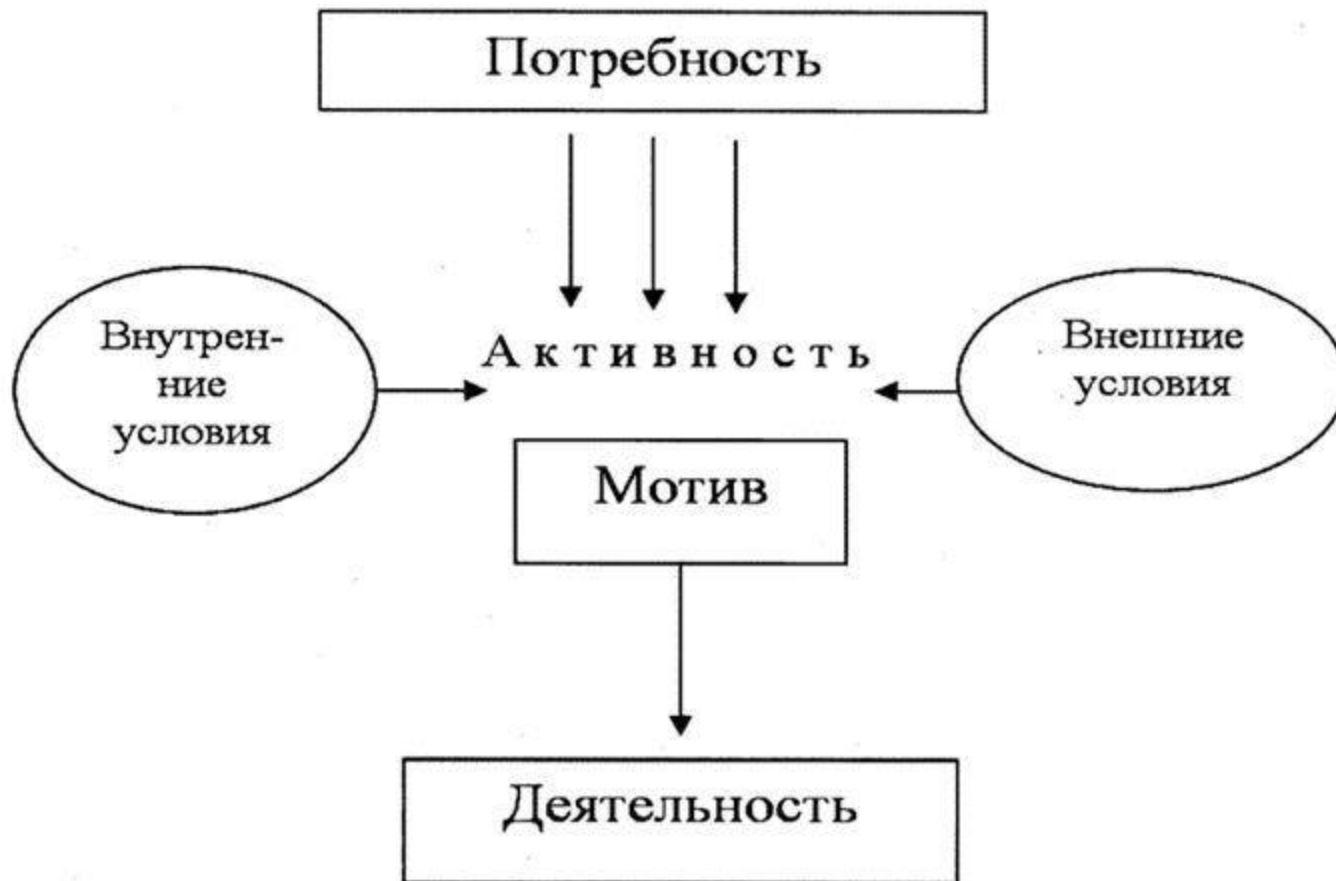 Потребность
Внутрен-
ние
условия
Активность
Внешние
условия
Мотив
Деятельность